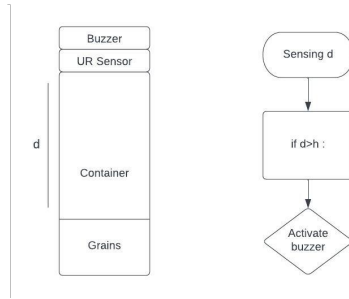 Buzzer
UR Sensor
d
Container
Grains
Sensing d
if d>h :
Activate
buzzer